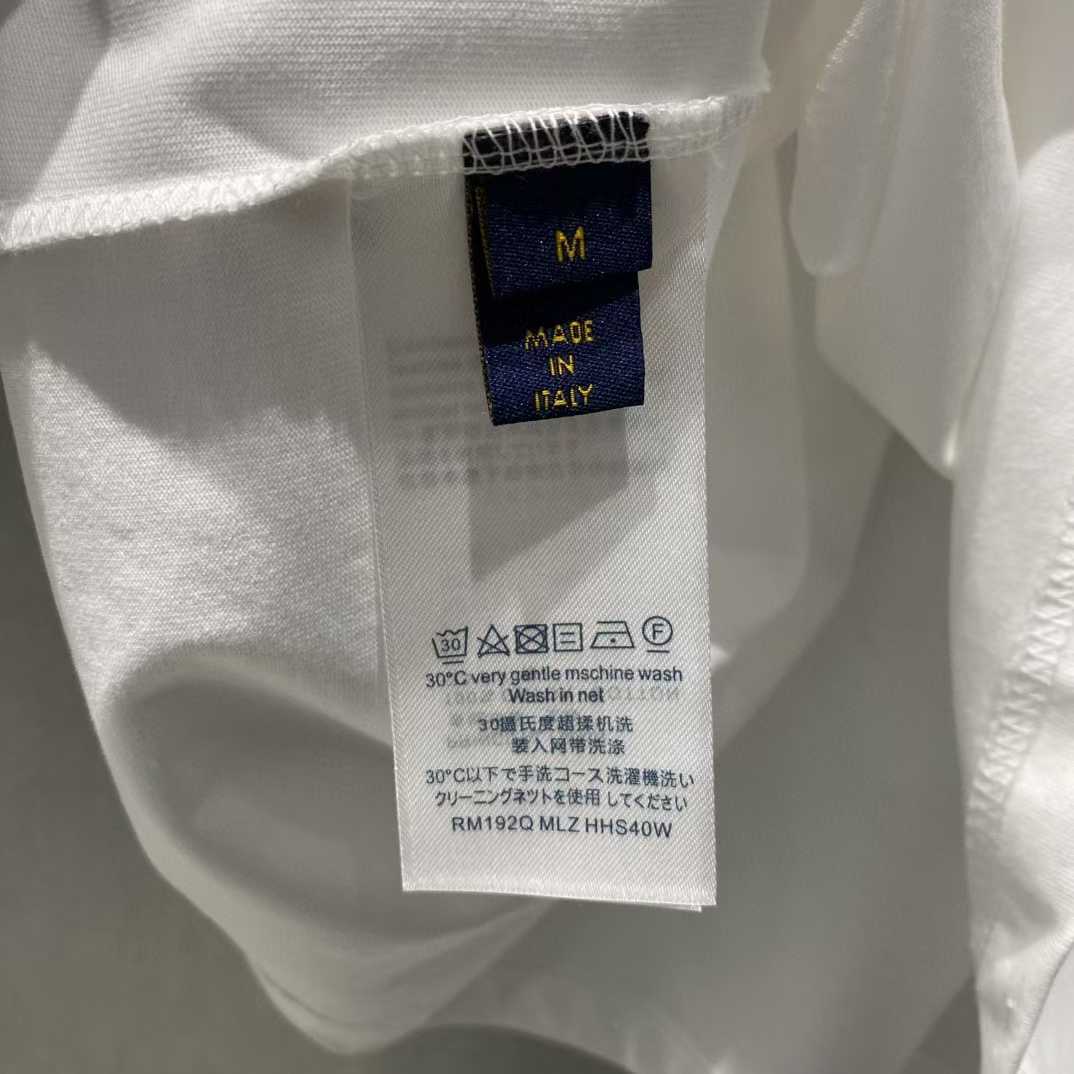 M
MADE
IN
ITALY
30
F
30°C very gentle mschine wash
Wash in net
30摄氏度超揉机洗
装入网带洗涤
30°C以下で手洗コース洗濯機洗い
クリーニングネットを使用 してください
RM192Q MLZ HHS40W